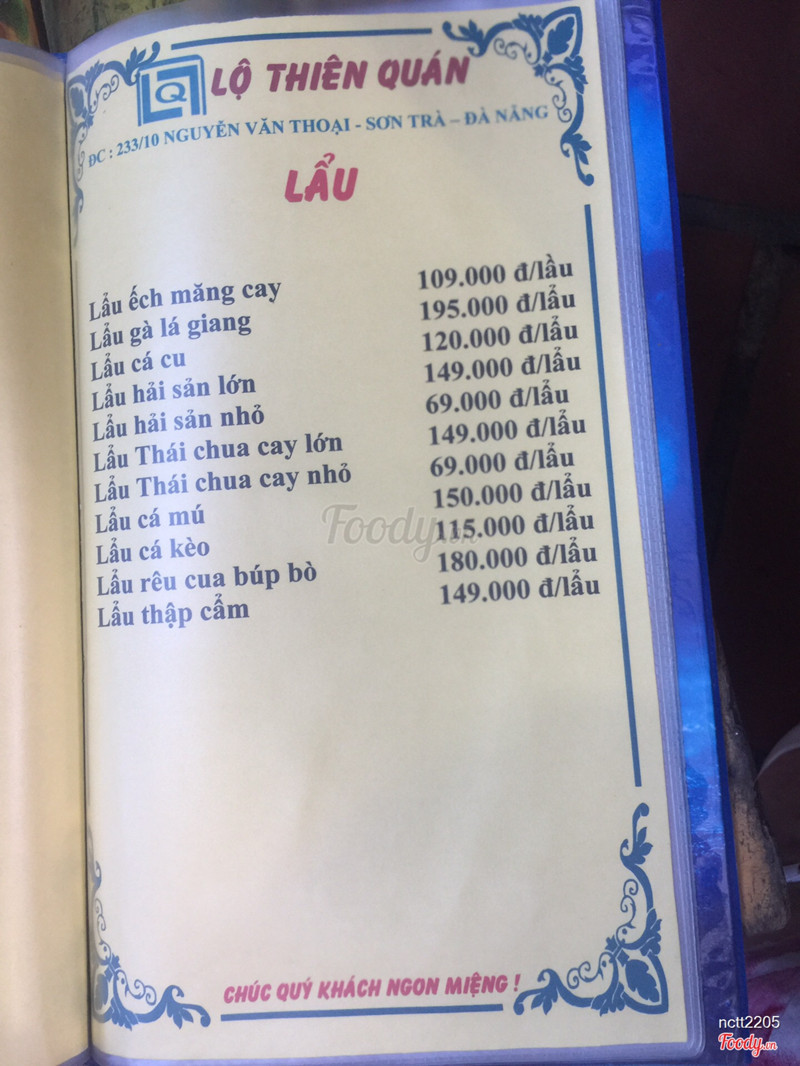 LQ LỘ THIÊN QUÁN
ĐC : 233/10 NGUYỄN VĂN THOẠI - SƠN TRÀ – ĐÀ NẴNG
LẨU
Lẩu ếch măng cay 109.000 đ/lẩu
Lẩu gà lá giang 195.000 đ/lẩu
Lẩu cá cu 120.000 đ/lẩu
Lẩu hải sản lớn 149.000 đ/lẩu
Lẩu hải sản nhỏ 69.000 đ/lẩu
Lẩu Thái chua cay lớn 149.000 đ/lẩu
Lẩu Thái chua cay nhỏ 69.000 đ/lẩu
Lẩu cá mú 150.000 đ/lẩu
Lẩu cá kèo 115.000 đ/lẩu
Lẩu rêu cua búp bò 180.000 đ/lẩu
Lẩu thập cẩm 149.000 đ/lẩu
Foody.vn
CHÚC QUÝ KHÁCH NGON MIỆNG !
nctt2205
Foody.vn